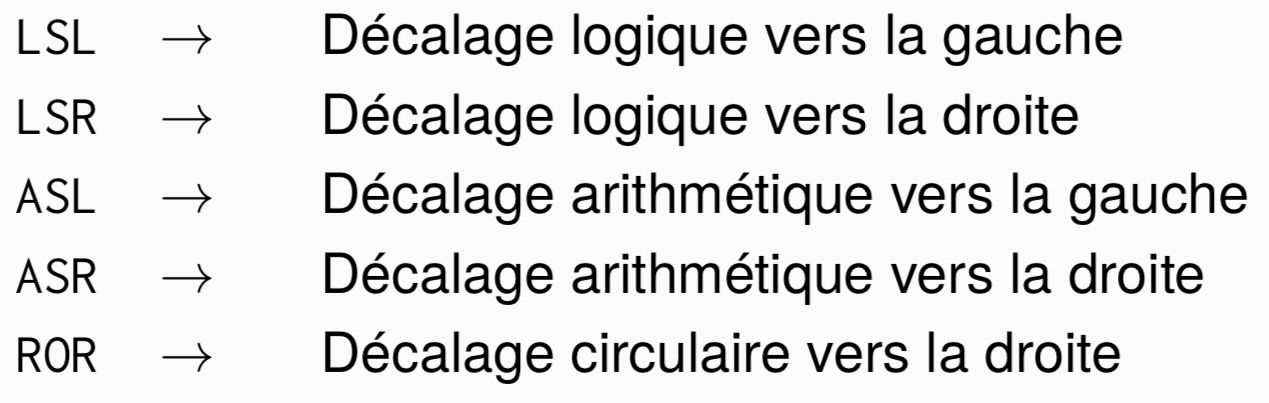 LSL → Décalage logique vers la gauche
LSR → Décalage logique vers la droite
ASL → Décalage arithmétique vers la gauche
ASR → Décalage arithmétique vers la droite
ROR → Décalage circulaire vers la droite